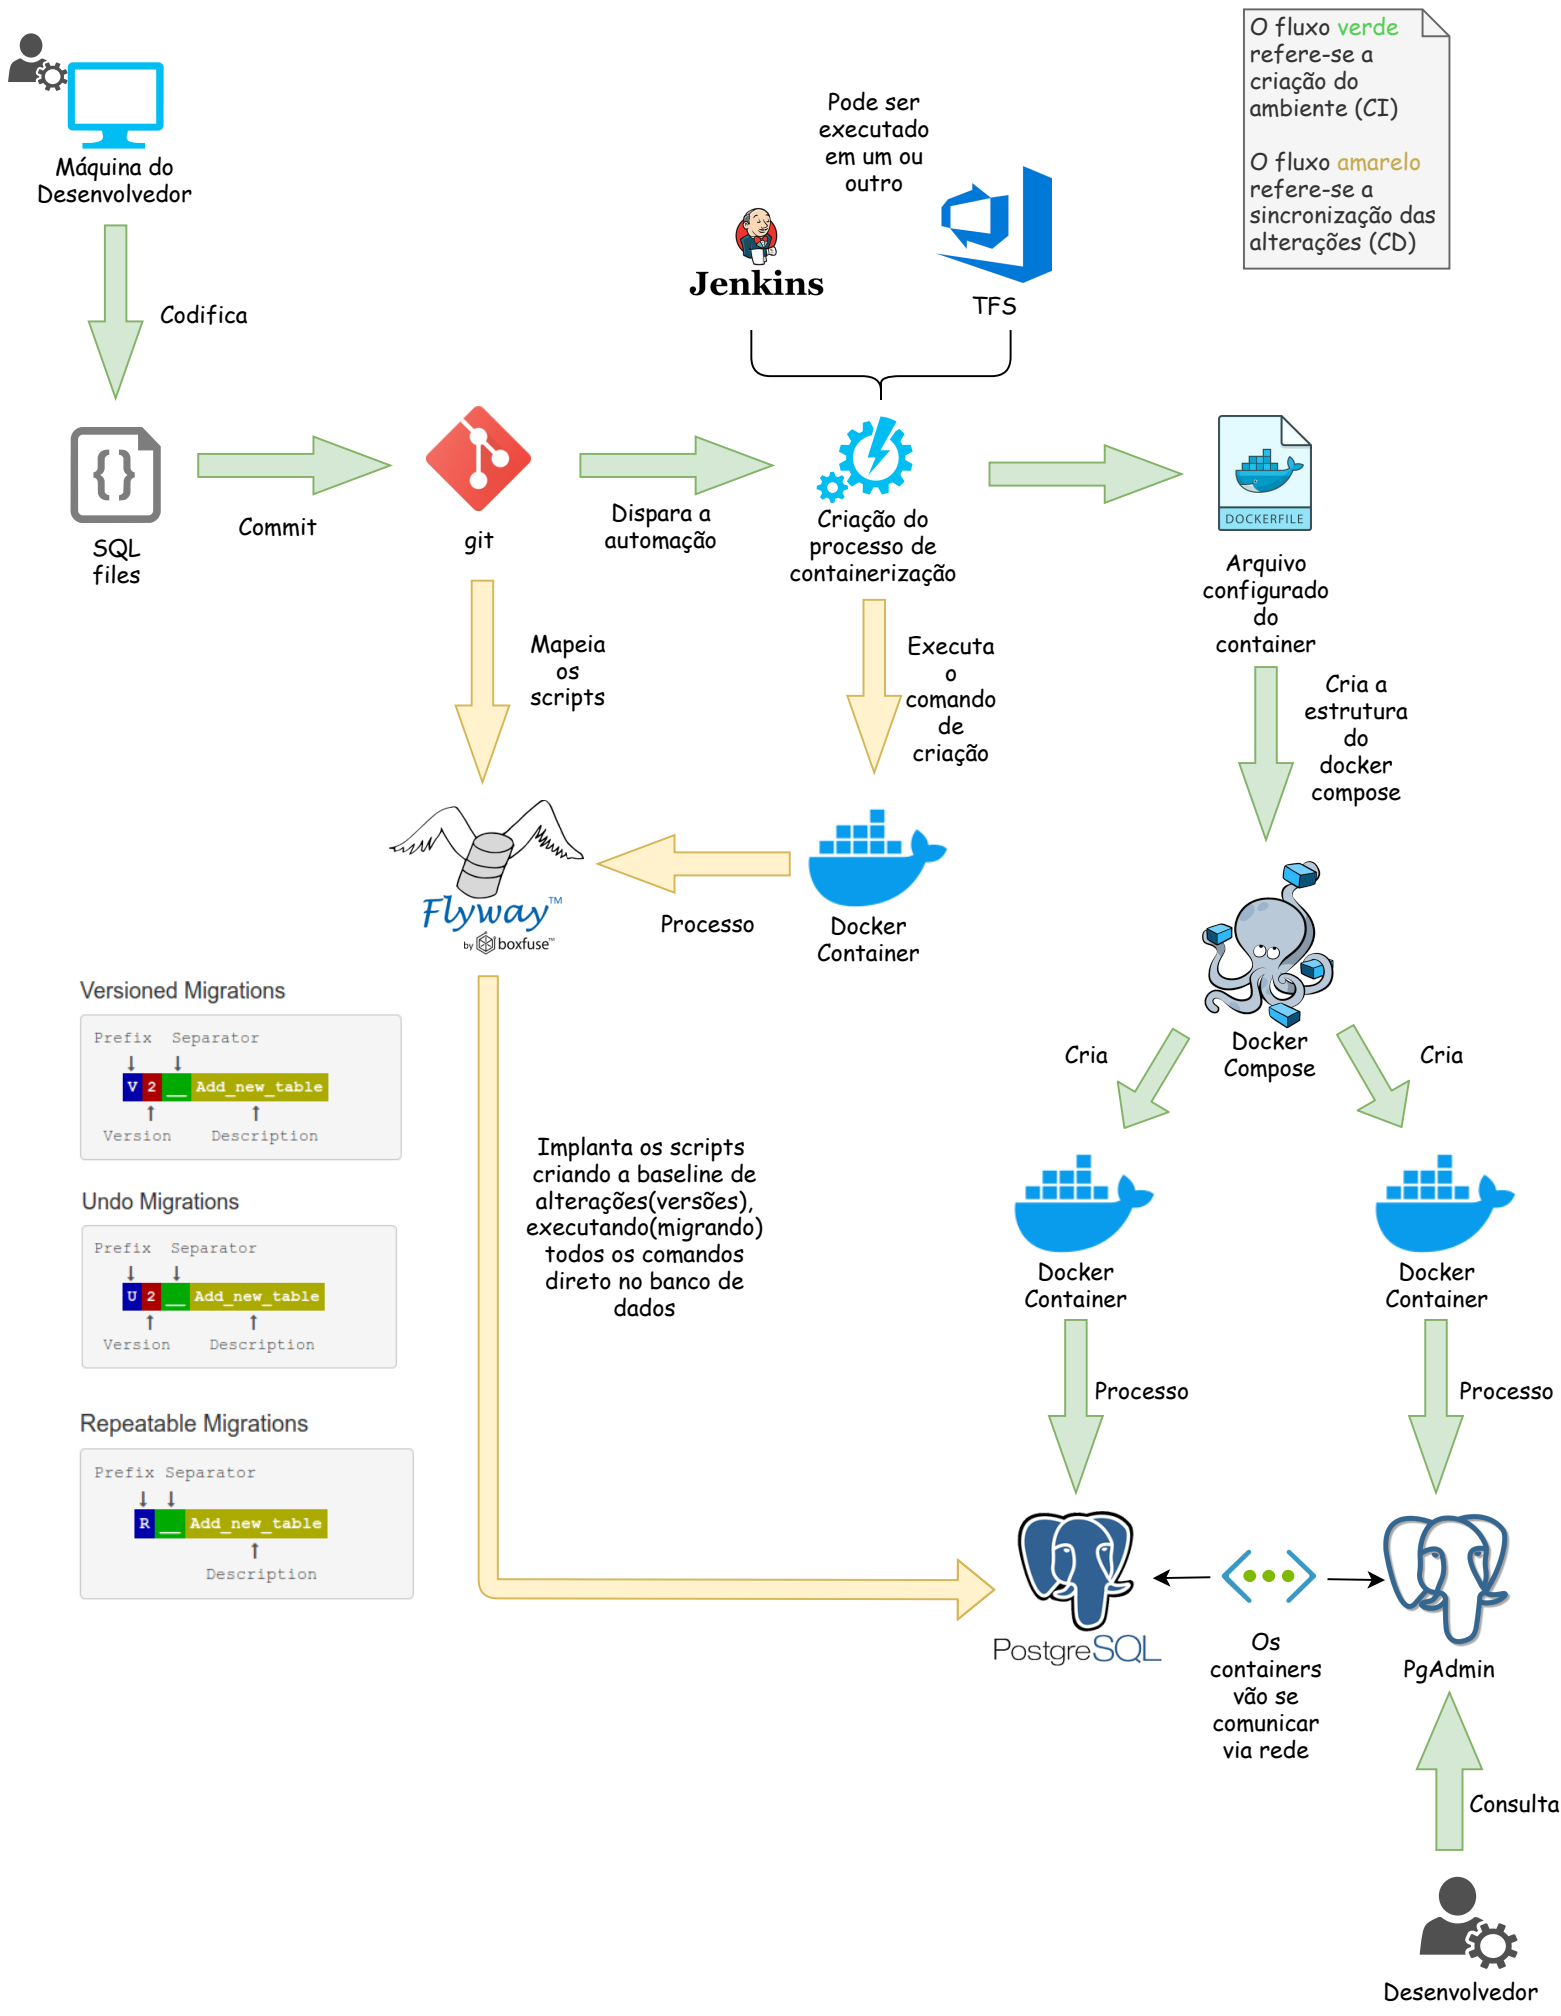 O fluxo verde
refere-se a
criação do
ambiente (CI)
O fluxo amarelo
refere-se a
sincronização das
alterações (CD)
Máquina do
Desenvolvedor
Pode ser
executado
em um ou
outro
Jenkins
TFS
Codifica
SQL
files
Commit
git
Dispara a
automação
Criação do
processo de
containerização
DOCKERFILE
Arquivo
configurado
do
container
Mapeia
os
scripts
Executa
o
comando
de
criação
Cria a
estrutura
do
docker
compose
Flyway™
by boxfuse™
Processo
Docker
Container
Docker
Compose
Cria
Cria
Versioned Migrations
Prefix Separator
V 2 __ Add_new_table
Version Description
Undo Migrations
Prefix Separator
U 2 __ Add_new_table
Version Description
Repeatable Migrations
Prefix Separator
R __ Add_new_table
Description
Implanta os scripts
criando a baseline de
alterações(versões),
executando(migrando)
todos os comandos
direto no banco de
dados
Docker
Container
Docker
Container
Processo
Processo
PostgreSQL
Os
containers
vão se
comunicar
via rede
PgAdmin
Consulta
Desenvolvedor